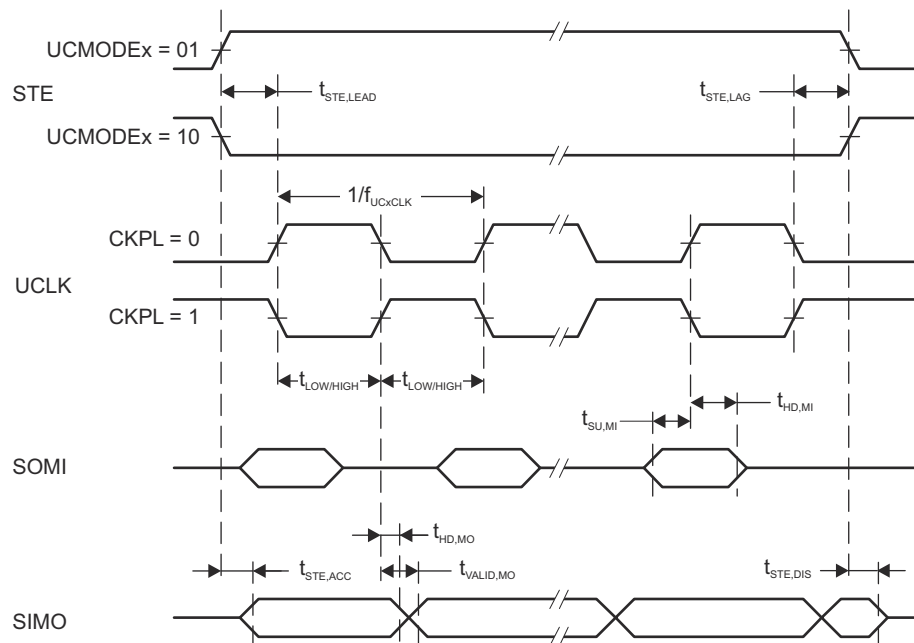 UCMODEx = 01
STE
t_STE,LEAD
t_STE,LAG
UCMODEx = 10
1/f_UCxCLK
CKPL = 0
UCLK
CKPL = 1
t_LOW/HIGH t_LOW/HIGH
t_HD,MI
t_SU,MI
SOMI
t_HD,MO
t_STE,ACC t_VALID,MO t_STE,DIS
SIMO